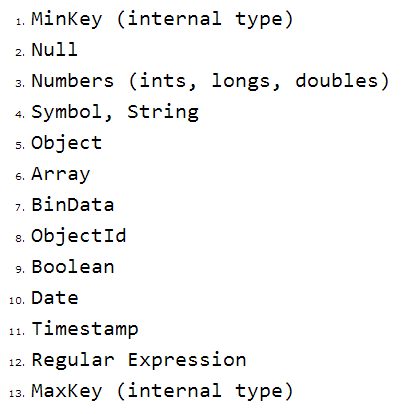 1. MinKey (internal type)
2. Null
3. Numbers (ints, longs, doubles)
4. Symbol, String
5. Object
6. Array
7. BinData
8. ObjectId
9. Boolean
10. Date
11. Timestamp
12. Regular Expression
13. MaxKey (internal type)